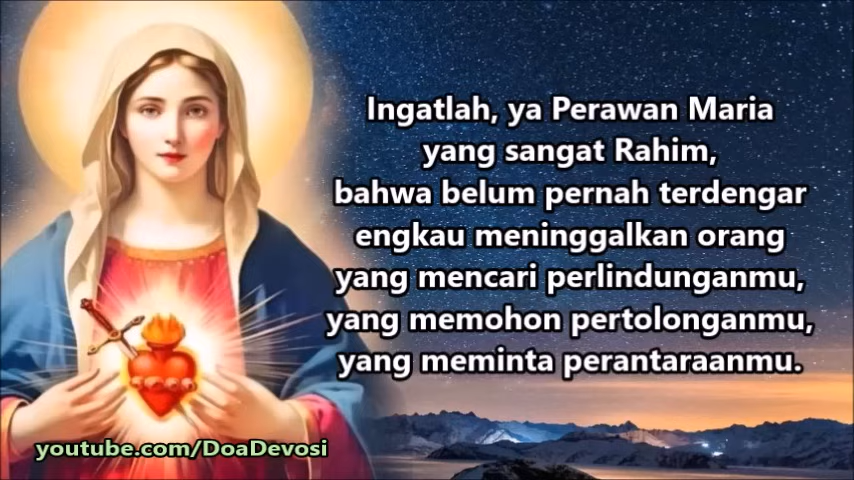 Ingatlah, ya Perawan Maria
yang sangat Rahim,
bahwa belum pernah terdengar
engkau meninggalkan orang
yang mencari perlindunganmu,
yang memohon pertolonganmu,
yang meminta perantaraanmu.
youtube.com/DoaDevosi